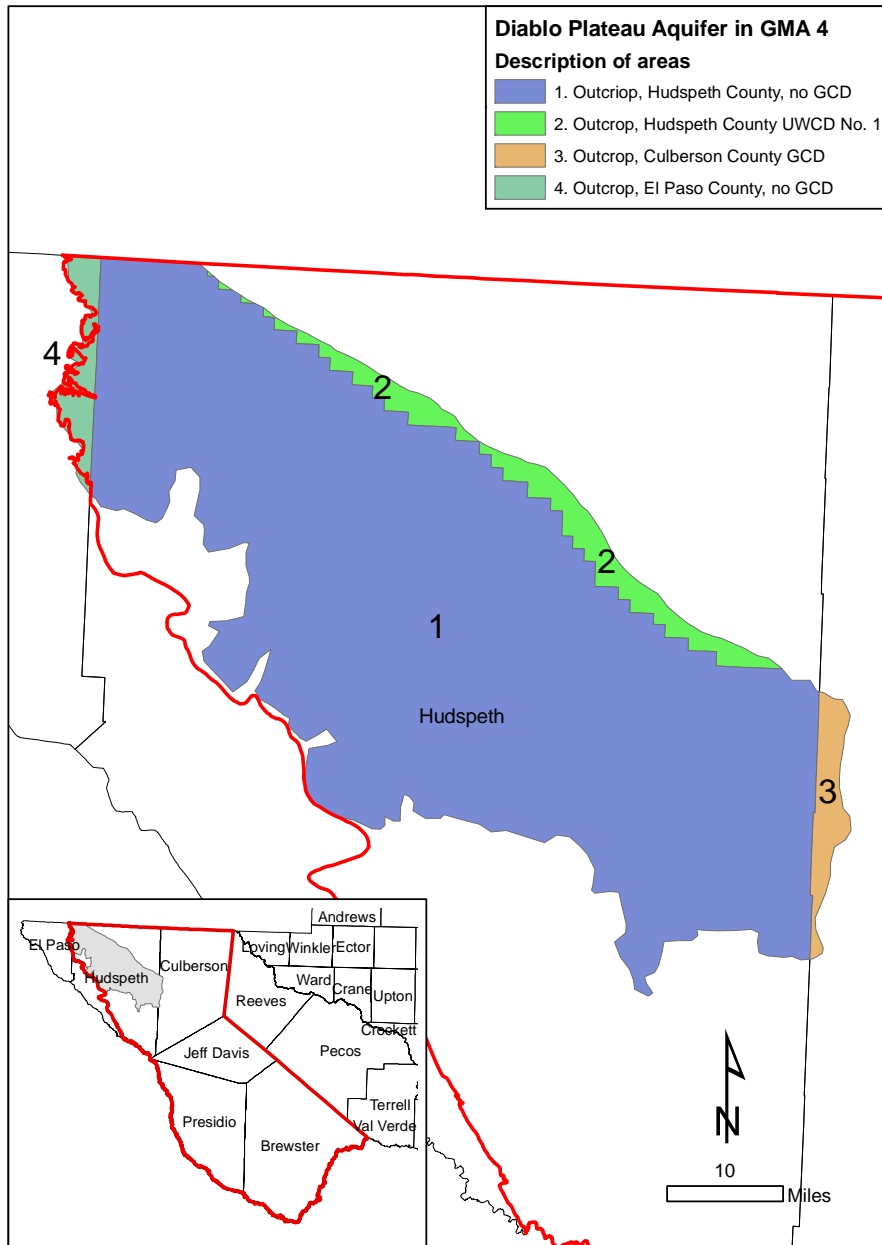 Diablo Plateau Aquifer in GMA 4
Description of areas
1. Outcriop, Hudspeth County, no GCD
2. Outcrop, Hudspeth County UWCD No. 1
3. Outcrop, Culberson County GCD
4. Outcrop, El Paso County, no GCD
4
2
2
1
Hudspeth
3
Andrews
El Paso
Loving
Winkler
Ector
Culberson
Hudspeth
Ward
Crane
Reeves
Upton
Crockett
Jeff Davis
Pecos
Terrell
Presidio
Val Verde
Brewster
N
10
Miles